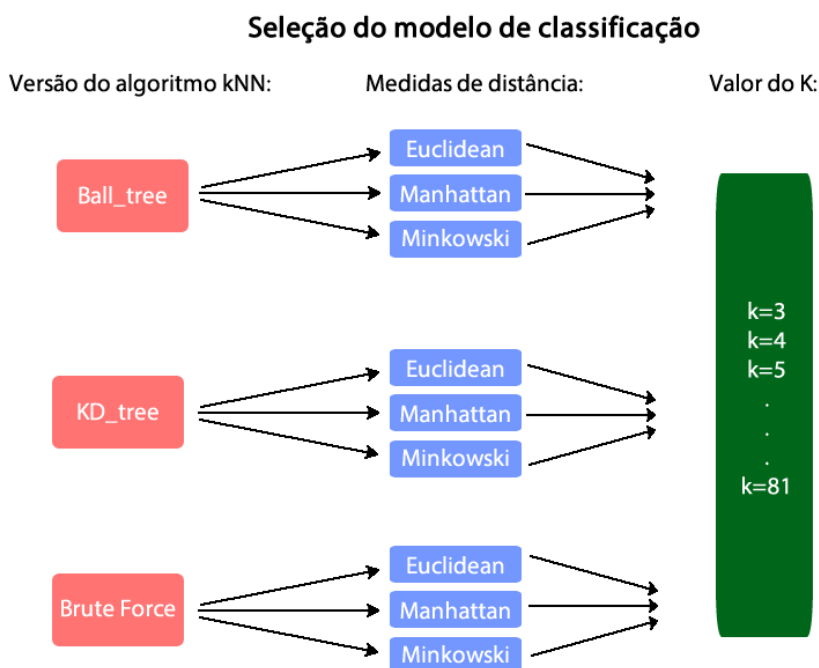 Seleção do modelo de classificação
Versão do algoritmo kNN:
Medidas de distância:
Valor do K:
Ball_tree
Euclidean
Manhattan
Minkowski
KD_tree
Euclidean
Manhattan
Minkowski
Brute Force
Euclidean
Manhattan
Minkowski
k=3
k=4
k=5
.
.
.
k=81